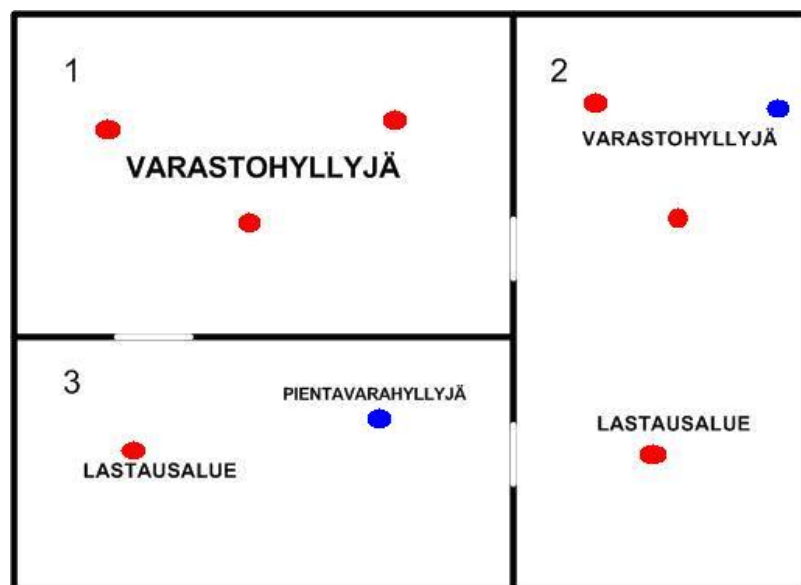 1
VARASTOHYLLYJÄ
2
VARASTOHYLLYJÄ
3
PIENTAVARAHYLLYJÄ
LASTAUSALUE
LASTAUSALUE